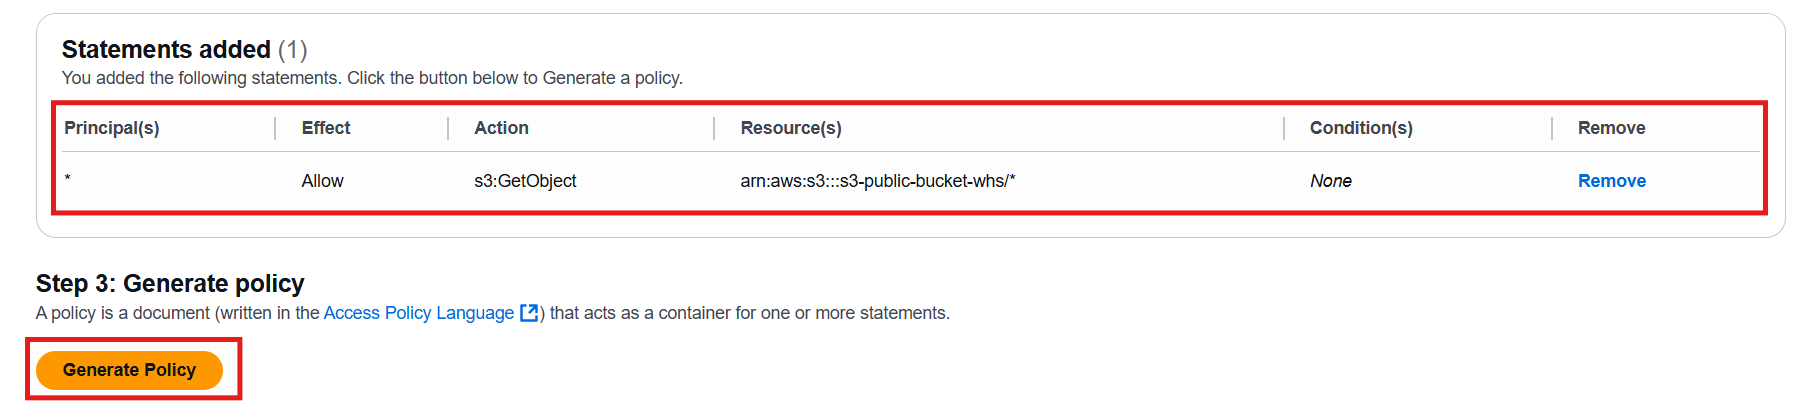 Statements added (1)
You added the following statements. Click the button below to Generate a policy.
Principal(s) Effect Action Resource(s) Condition(s) Remove
* Allow s3:GetObject arn:aws:s3:::s3-public-bucket-whs/* None Remove
Step 3: Generate policy
A policy is a document (written in the Access Policy Language ) that acts as a container for one or more statements.
Generate Policy